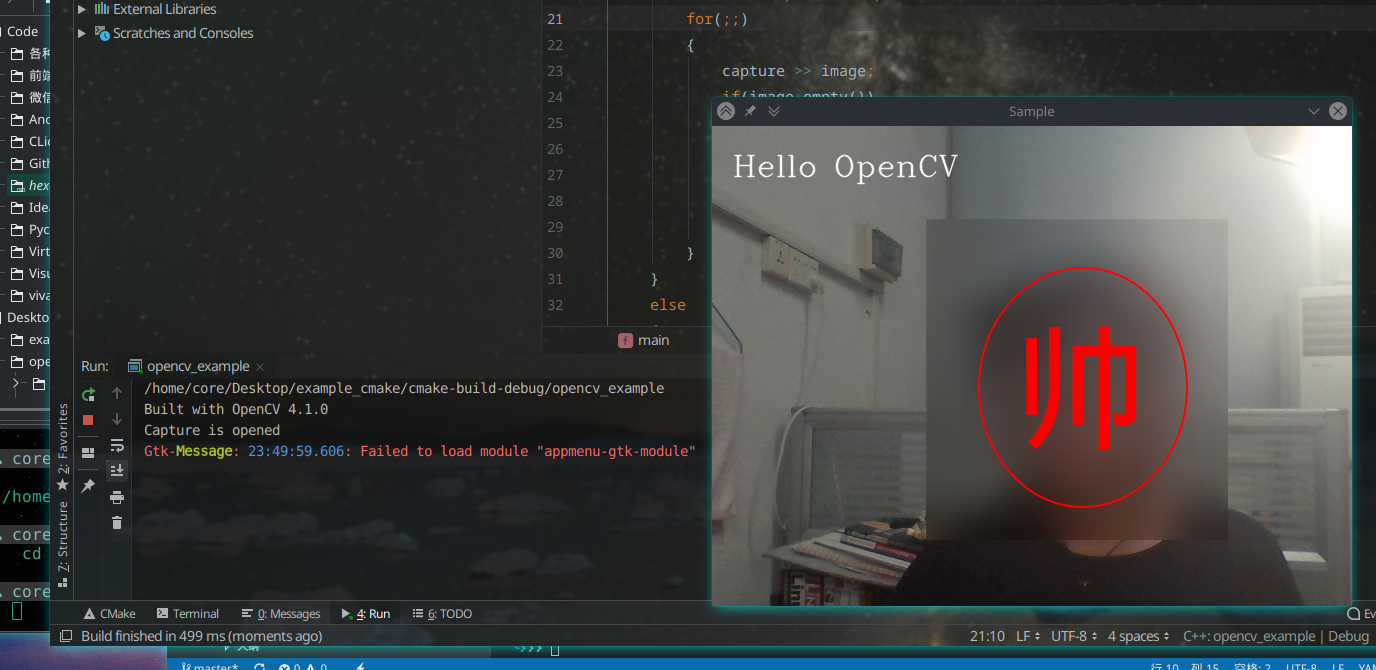 Code
各种
前端
微信
And
CLi
Gith
hex
Idea
Pyc
Virt
Visu
viva
Deskto
exa
ope
External Libraries
Scratches and Consoles
21 for(;;)
22 {
23 capture >> image;
24 if(image.empty())
25
26
27
28
29
30 }
31 }
32 else
main
Sample
Hello OpenCV
帅
Run: opencv_example
/home/core/Desktop/example_cmake/cmake-build-debug/opencv_example
Built with OpenCV 4.1.0
Capture is opened
Gtk-Message: 23:49:59.606: Failed to load module "appmenu-gtk-module"
2: Favorites
7: Structure
core
/home
core
cd
core
CMake Terminal 0: Messages 4: Run 6: TODO Ev
Build finished in 499 ms (moments ago) 21:10 LF UTF-8 4 spaces C++: opencv_example | Debug
master* 0 0 行 10, 列 15 空格: 2 UTF-8 LF YAM